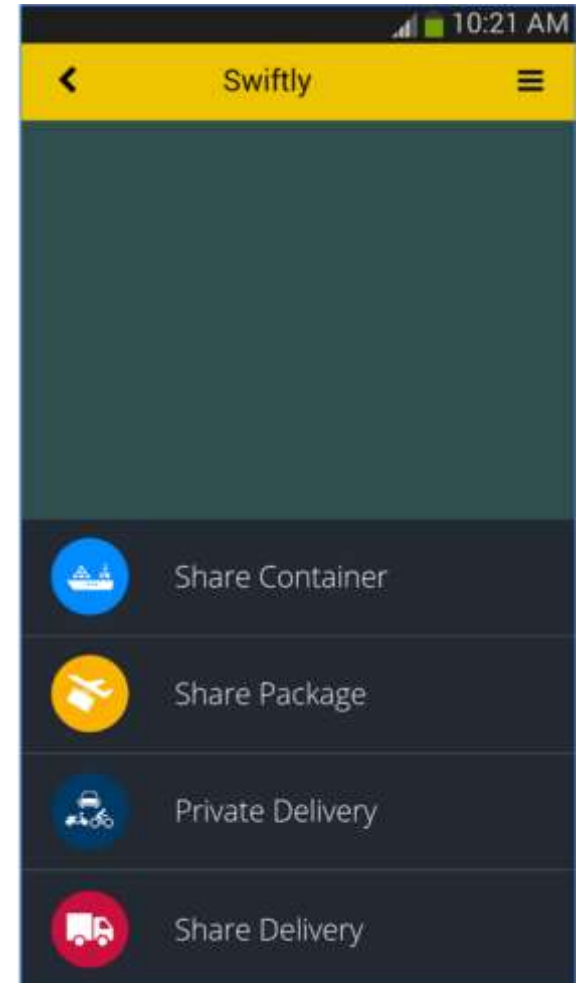 10:21 AM
Swiftly
Share Container
Share Package
Private Delivery
Share Delivery